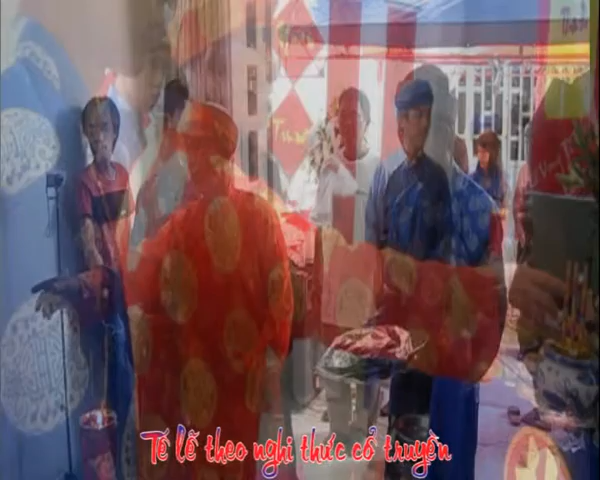 Tế lễ theo nghi thức cổ truyền